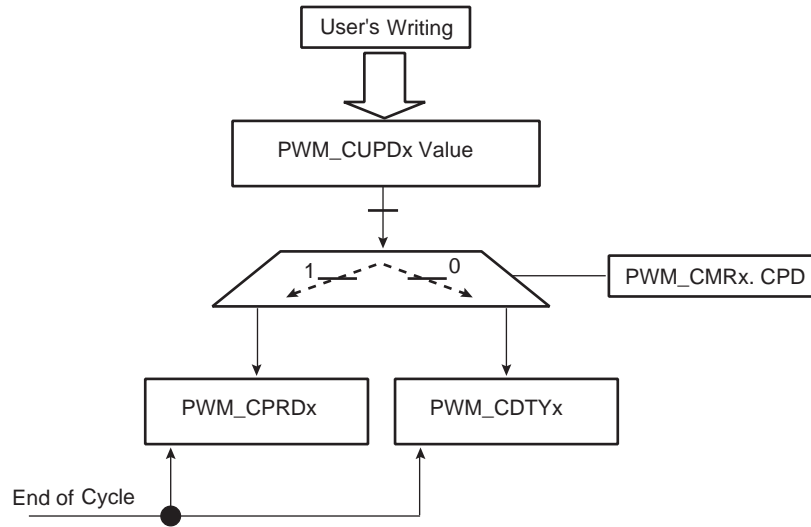 User's Writing
PWM_CUPDx Value
1
0
PWM_CMRx. CPD
PWM_CPRDx
PWM_CDTYx
End of Cycle